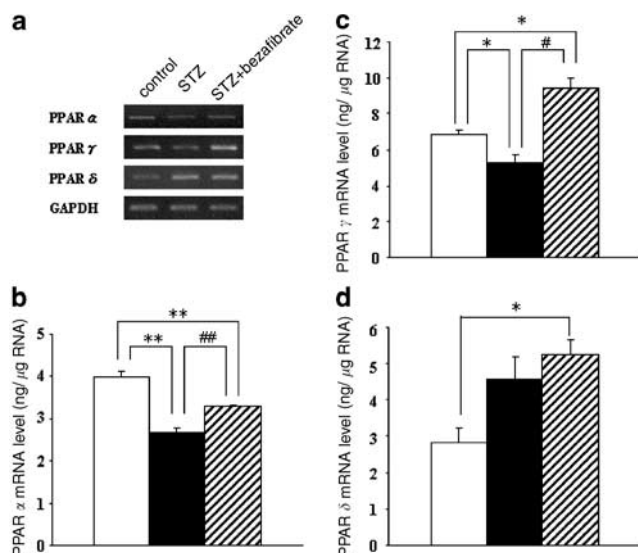 a
control
STZ
STZ+bezafibrate
PPAR α
PPAR γ
PPAR δ
GAPDH
b
PPAR α mRNA level (ng/ μg RNA)
5
4
3
2
1
0
**
**
##
c
PPAR γ mRNA level (ng/ μg RNA)
12
10
8
6
4
2
0
*
*
#
d
PPAR δ mRNA level (ng/ μg RNA)
6
5
4
3
2
1
0
*